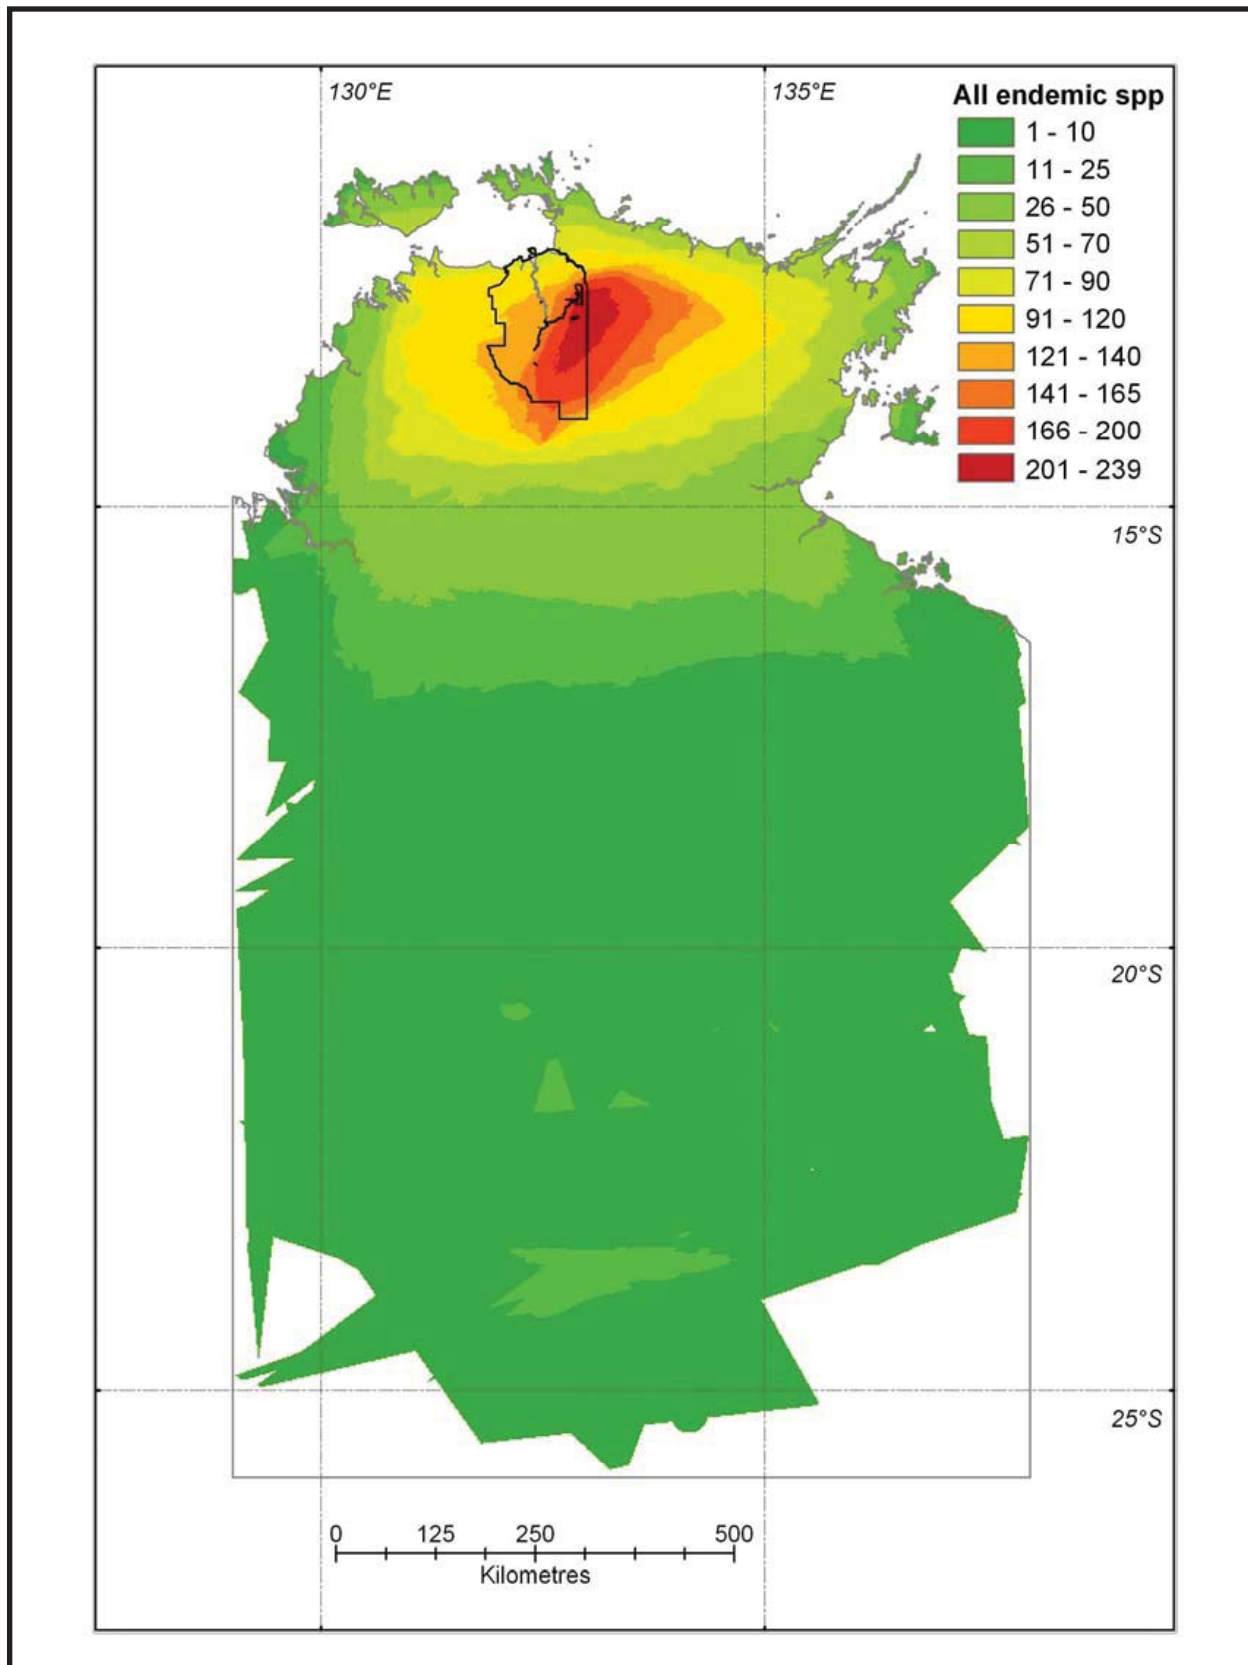 130°E
135°E
All endemic spp
1 - 10
11 - 25
26 - 50
51 - 70
71 - 90
91 - 120
121 - 140
141 - 165
166 - 200
201 - 239
15°S
20°S
25°S
0 125 250 500
Kilometres